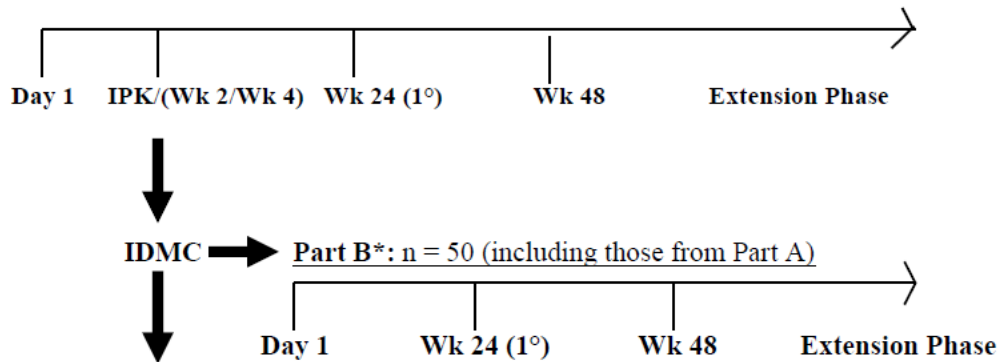 Day 1 IPK/(Wk 2/Wk 4) Wk 24 (1°) Wk 48 Extension Phase
IDMC Part B*: n = 50 (including those from Part A)
Day 1 Wk 24 (1°) Wk 48 Extension Phase